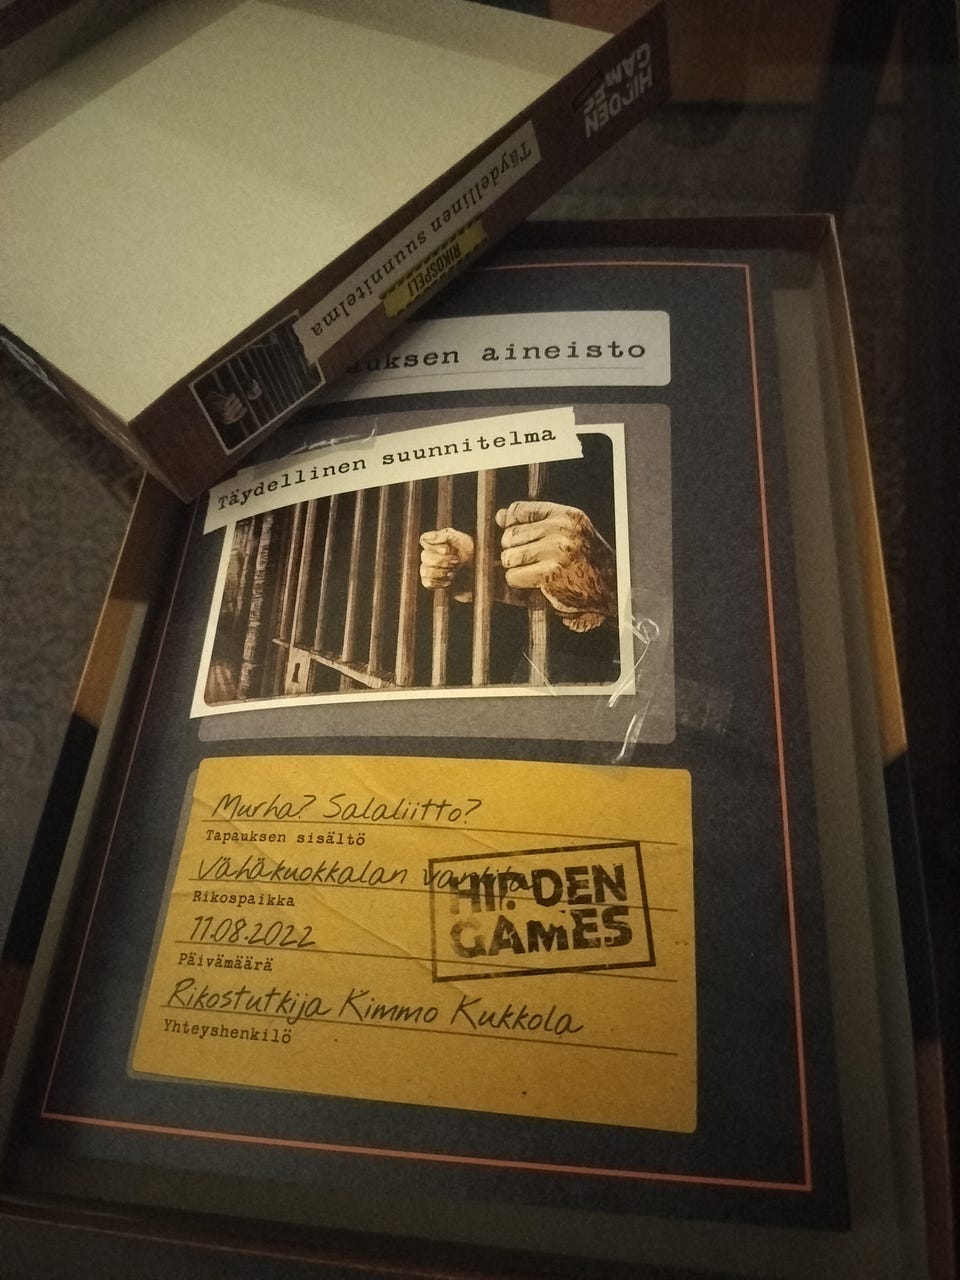 HIDDEN
GAMES
Täydellinen suunnitelma
RIKOSPELI
aineisto
Täydellinen suunnitelma
Murha? Salaliitto?
Tapauksen sisältö
Vähäkuokkalan vankila
Rikospaikka
11.08.2022
Päivämäärä
Rikostutkija Kimmo Kukkola
Yhteyshenkilö
HIDDEN
GAMES